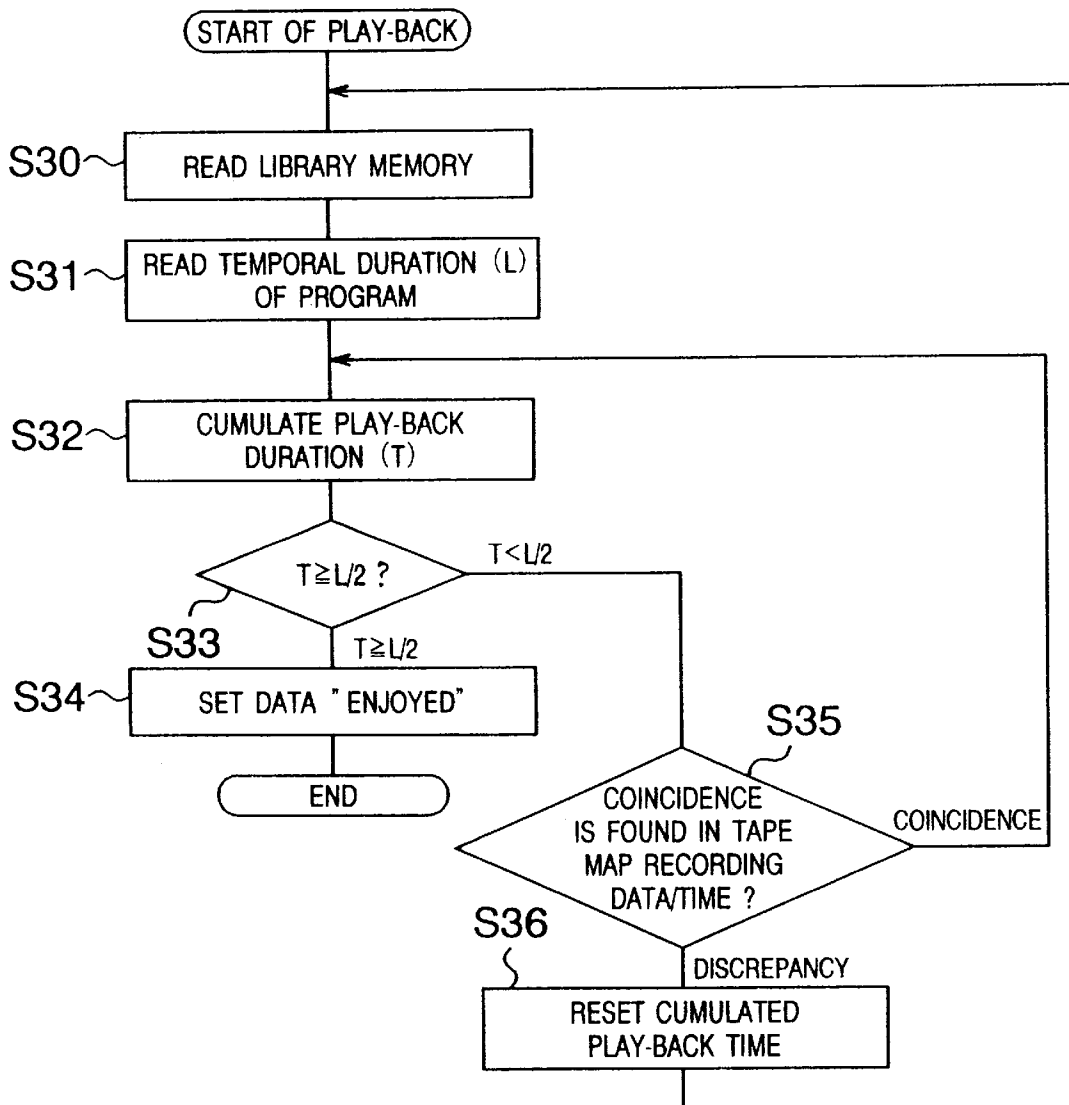 START OF PLAY-BACK
S30
READ LIBRARY MEMORY
S31
READ TEMPORAL DURATION (L)
OF PROGRAM
S32
CUMULATE PLAY-BACK
DURATION (T)
T≧L/2 ?
T<L/2
S33
T≧L/2
S34
SET DATA "ENJOYED"
END
S35
COINCIDENCE
IS FOUND IN TAPE
MAP RECORDING
DATA/TIME ?
COINCIDENCE
S36
DISCREPANCY
RESET CUMULATED
PLAY-BACK TIME